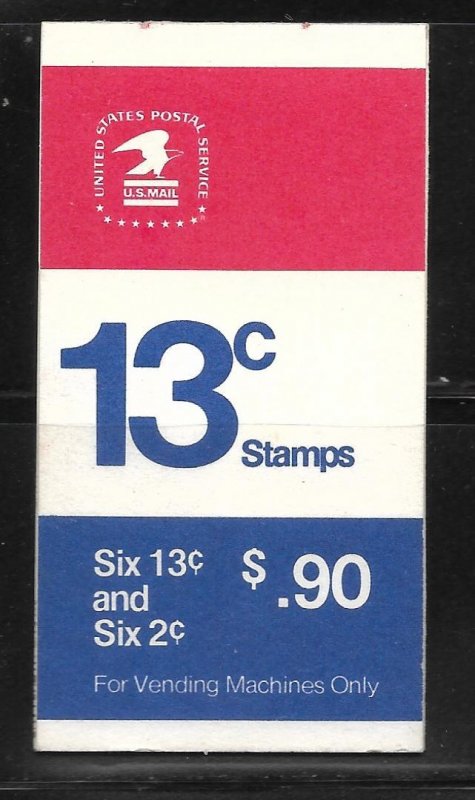 UNITED STATES POSTAL SERVICE
U.S.MAIL
13c
Stamps
Six 13¢ $.90
and
Six 2¢
For Vending Machines Only